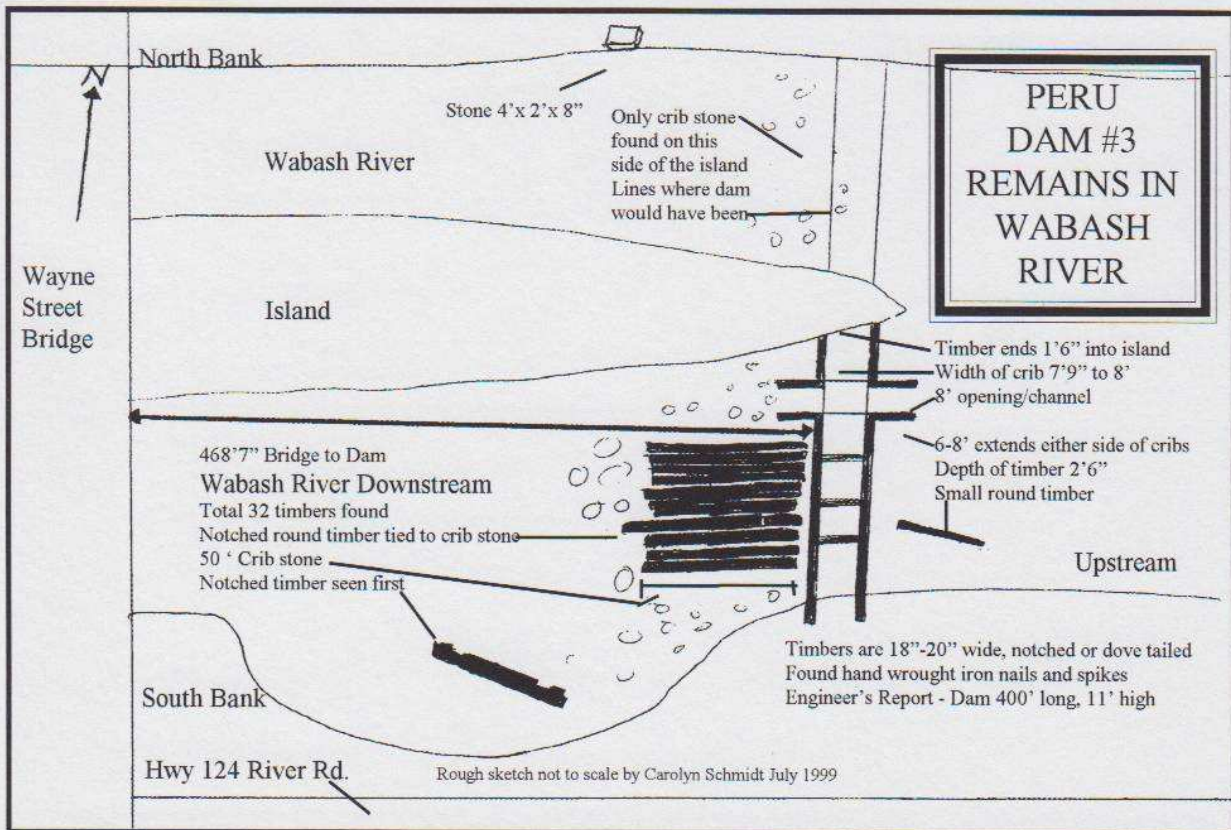 North Bank
N
Stone 4'x 2'x 8"
Wabash River
Only crib stone
found on this
side of the island
Lines where dam
would have been
PERU
DAM #3
REMAINS IN
WABASH
RIVER
Wayne
Street
Bridge
Island
Timber ends 1'6" into island
Width of crib 7'9" to 8'
8' opening/channel
6-8' extends either side of cribs
Depth of timber 2'6"
Small round timber
468'7" Bridge to Dam
Wabash River Downstream
Total 32 timbers found
Notched round timber tied to crib stone
50 ' Crib stone
Notched timber seen first
Upstream
Timbers are 18"-20" wide, notched or dove tailed
Found hand wrought iron nails and spikes
Engineer's Report - Dam 400' long, 11' high
South Bank
Hwy 124 River Rd.
Rough sketch not to scale by Carolyn Schmidt July 1999